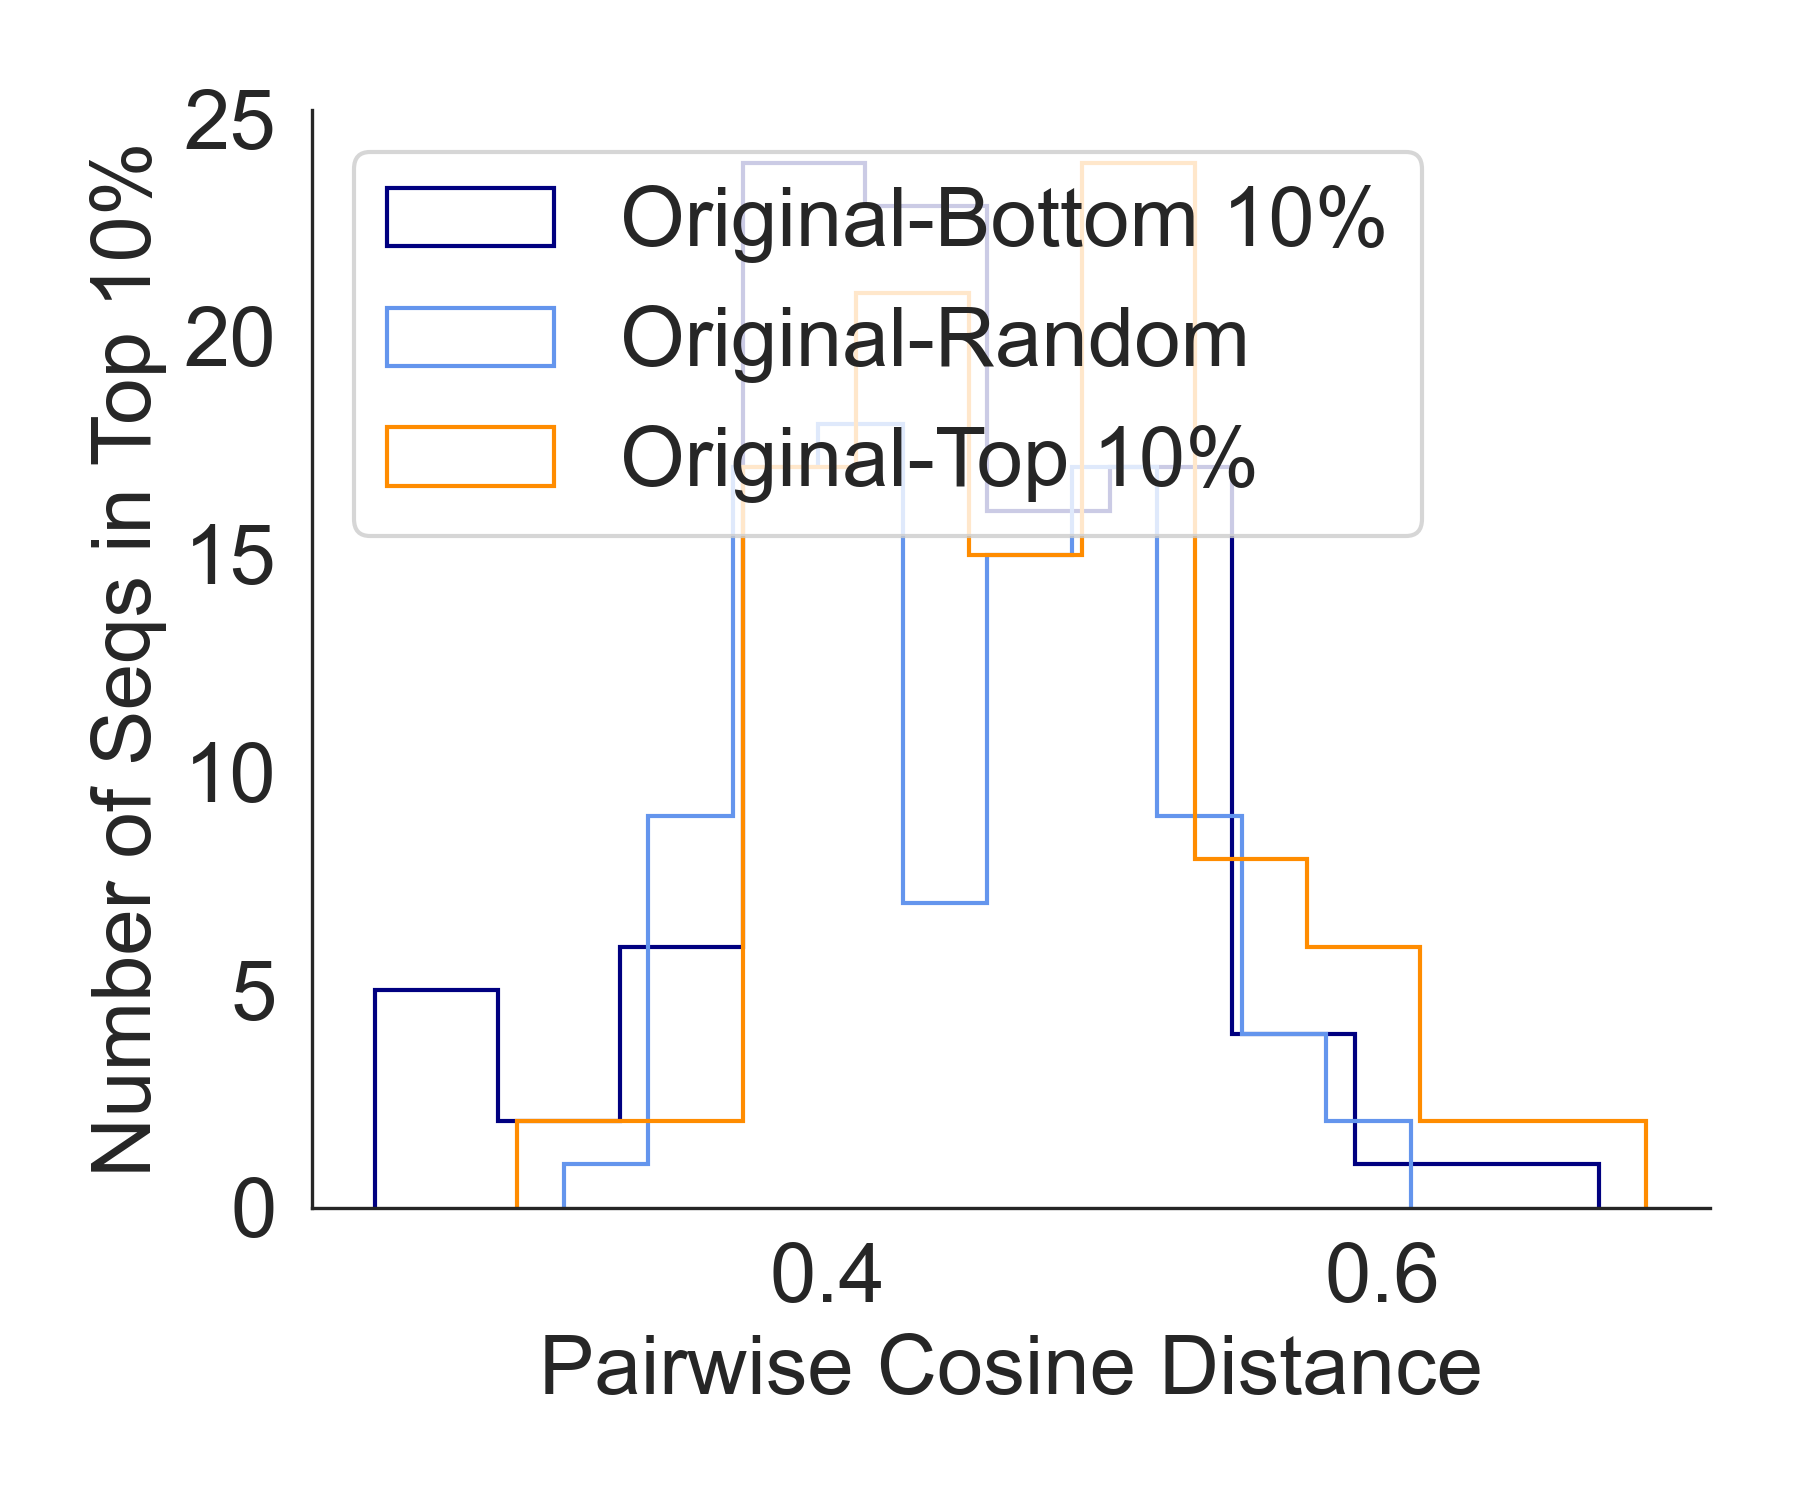 Number of Seqs in Top 10%
25
20
15
10
5
0
Original-Bottom 10%
Original-Random
Original-Top 10%
0.4
0.6
Pairwise Cosine Distance